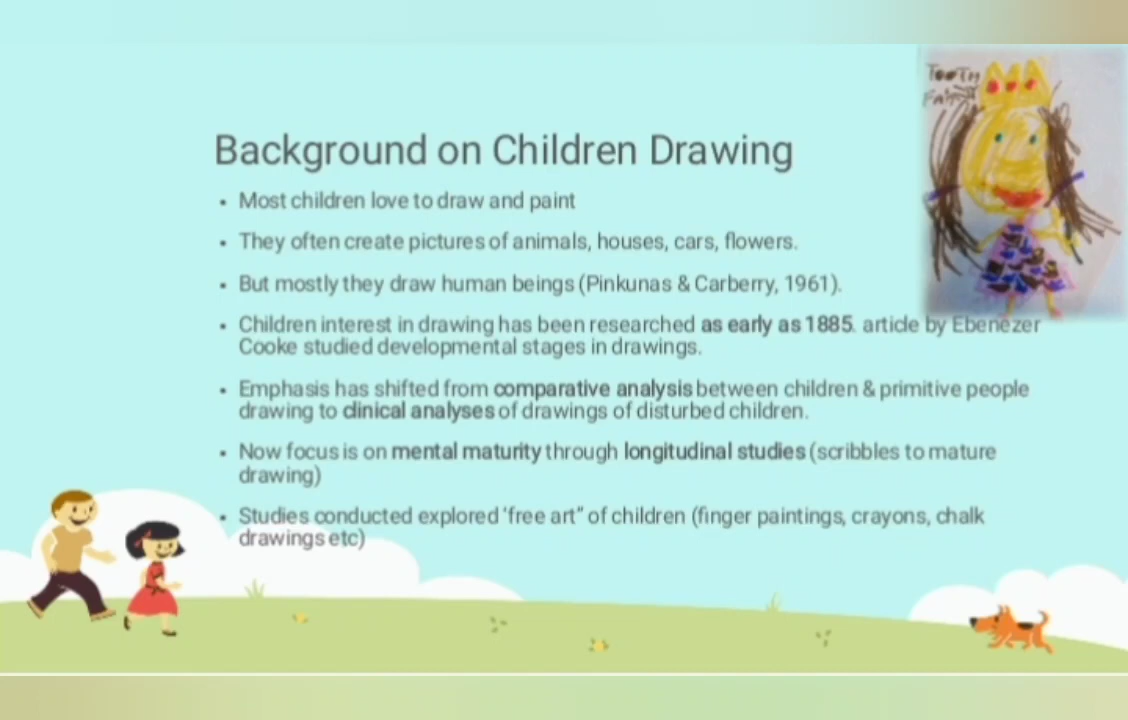 TooTh
Fairy
Background on Children Drawing
• Most children love to draw and paint
• They often create pictures of animals, houses, cars, flowers.
• But mostly they draw human beings (Pinkunas & Carberry, 1961).
• Children interest in drawing has been researched as early as 1885. article by Ebenezer
Cooke studied developmental stages in drawings.
• Emphasis has shifted from comparative analysis between children & primitive people
drawing to clinical analyses of drawings of disturbed children.
• Now focus is on mental maturity through longitudinal studies (scribbles to mature
drawing)
• Studies conducted explored 'free art" of children (finger paintings, crayons, chalk
drawings etc)